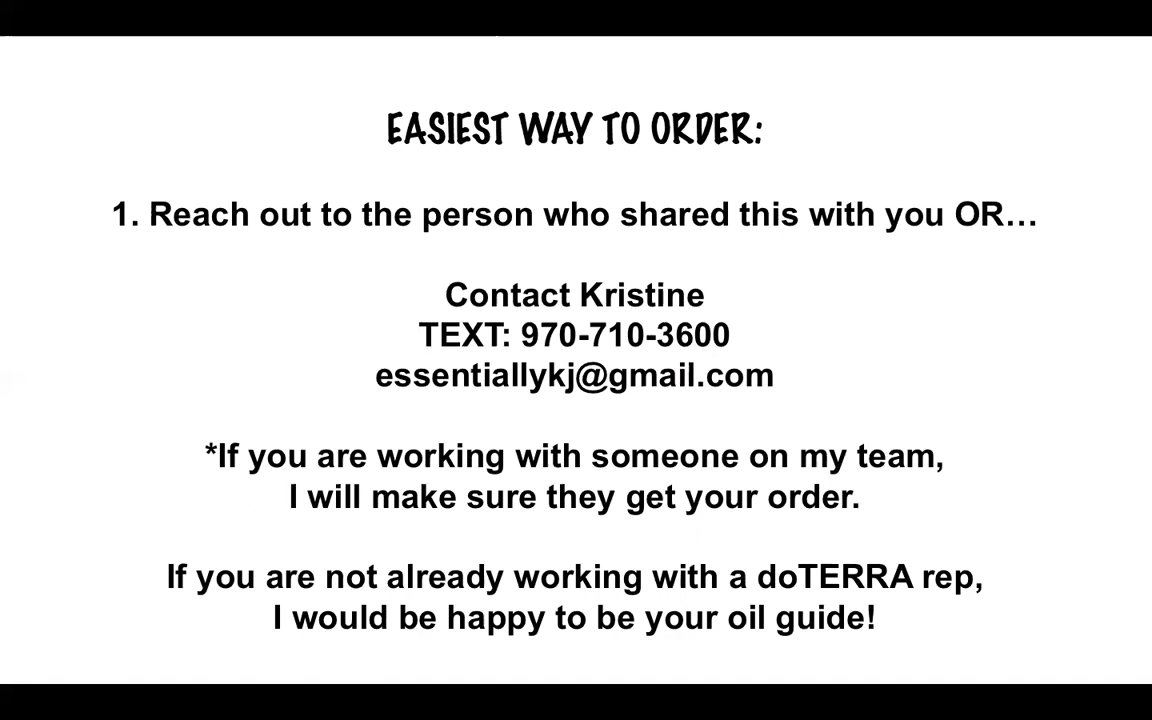 EASIEST WAY TO ORDER:
1. Reach out to the person who shared this with you OR…
Contact Kristine
TEXT: 970-710-3600
essentiallykj@gmail.com
*If you are working with someone on my team,
I will make sure they get your order.
If you are not already working with a doTERRA rep,
I would be happy to be your oil guide!